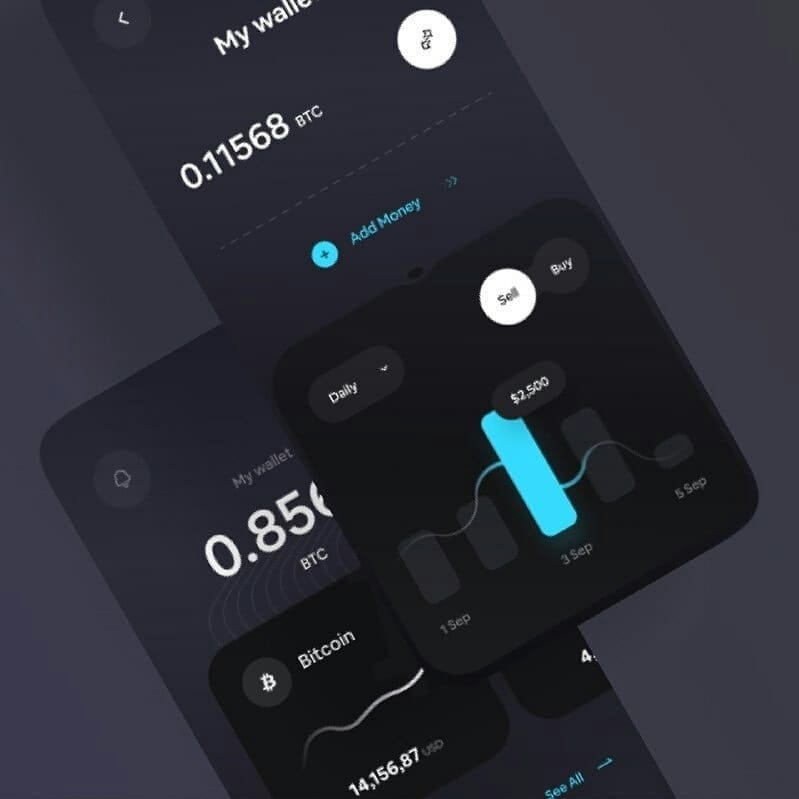 My walle
0.11568 BTC
Add Money
Sell
Buy
Daily
$2,500
1 Sep
3 Sep
5 Sep
My wallet
0.856
BTC
Bitcoin
14,156,87 USD
4.
See All